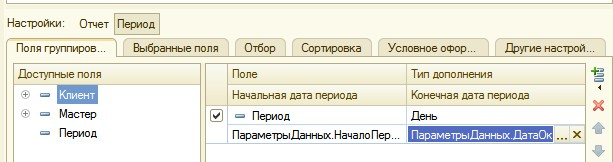 Настройки: Отчет Период
Поля группиров... Выбранные поля Отбор Сортировка Условное офор... Другие настрой...
Доступные поля
Клиент
Мастер
Период
Поле Тип дополнения
Начальная дата периода Конечная дата периода
Период День
ПараметрыДанных.НачалоПер... ПараметрыДанных.ДатаОк ...